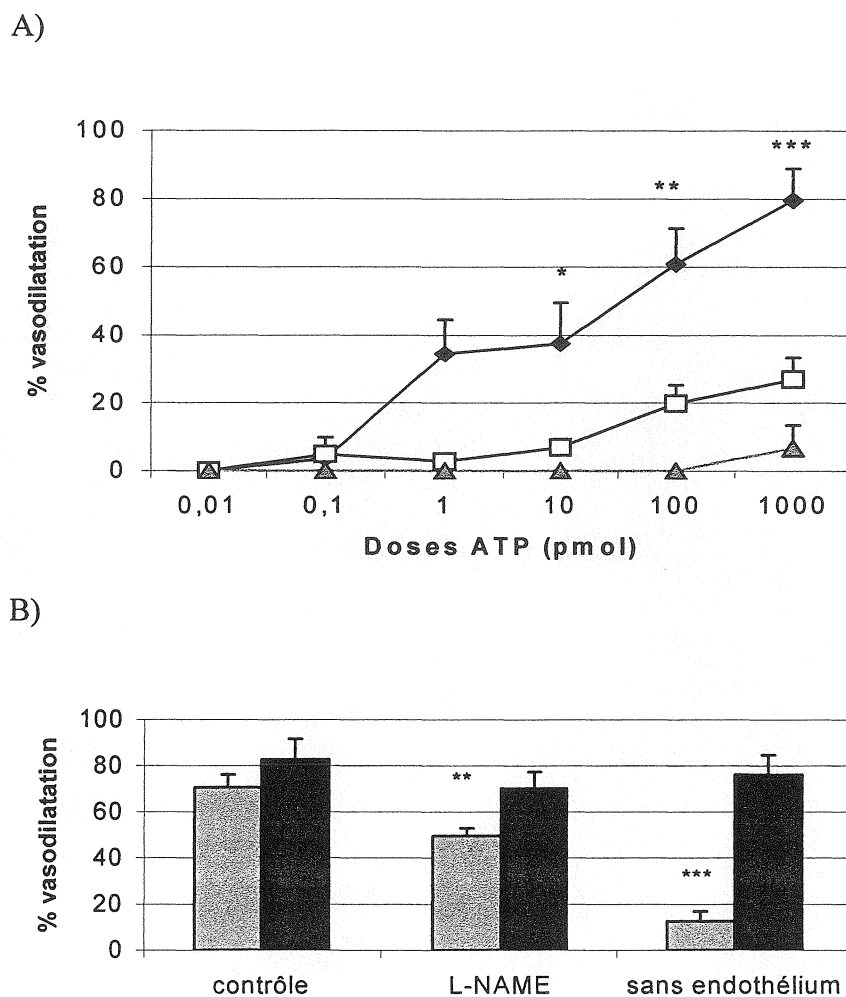 A)
% vasodilatation
100
80
60
40
20
0
*
**
***
0,01 0,1 1 10 100 1000
Doses ATP (pmol)
B)
% vasodilatation
100
80
60
40
20
0
**
***
contrôle L-NAME sans endothélium